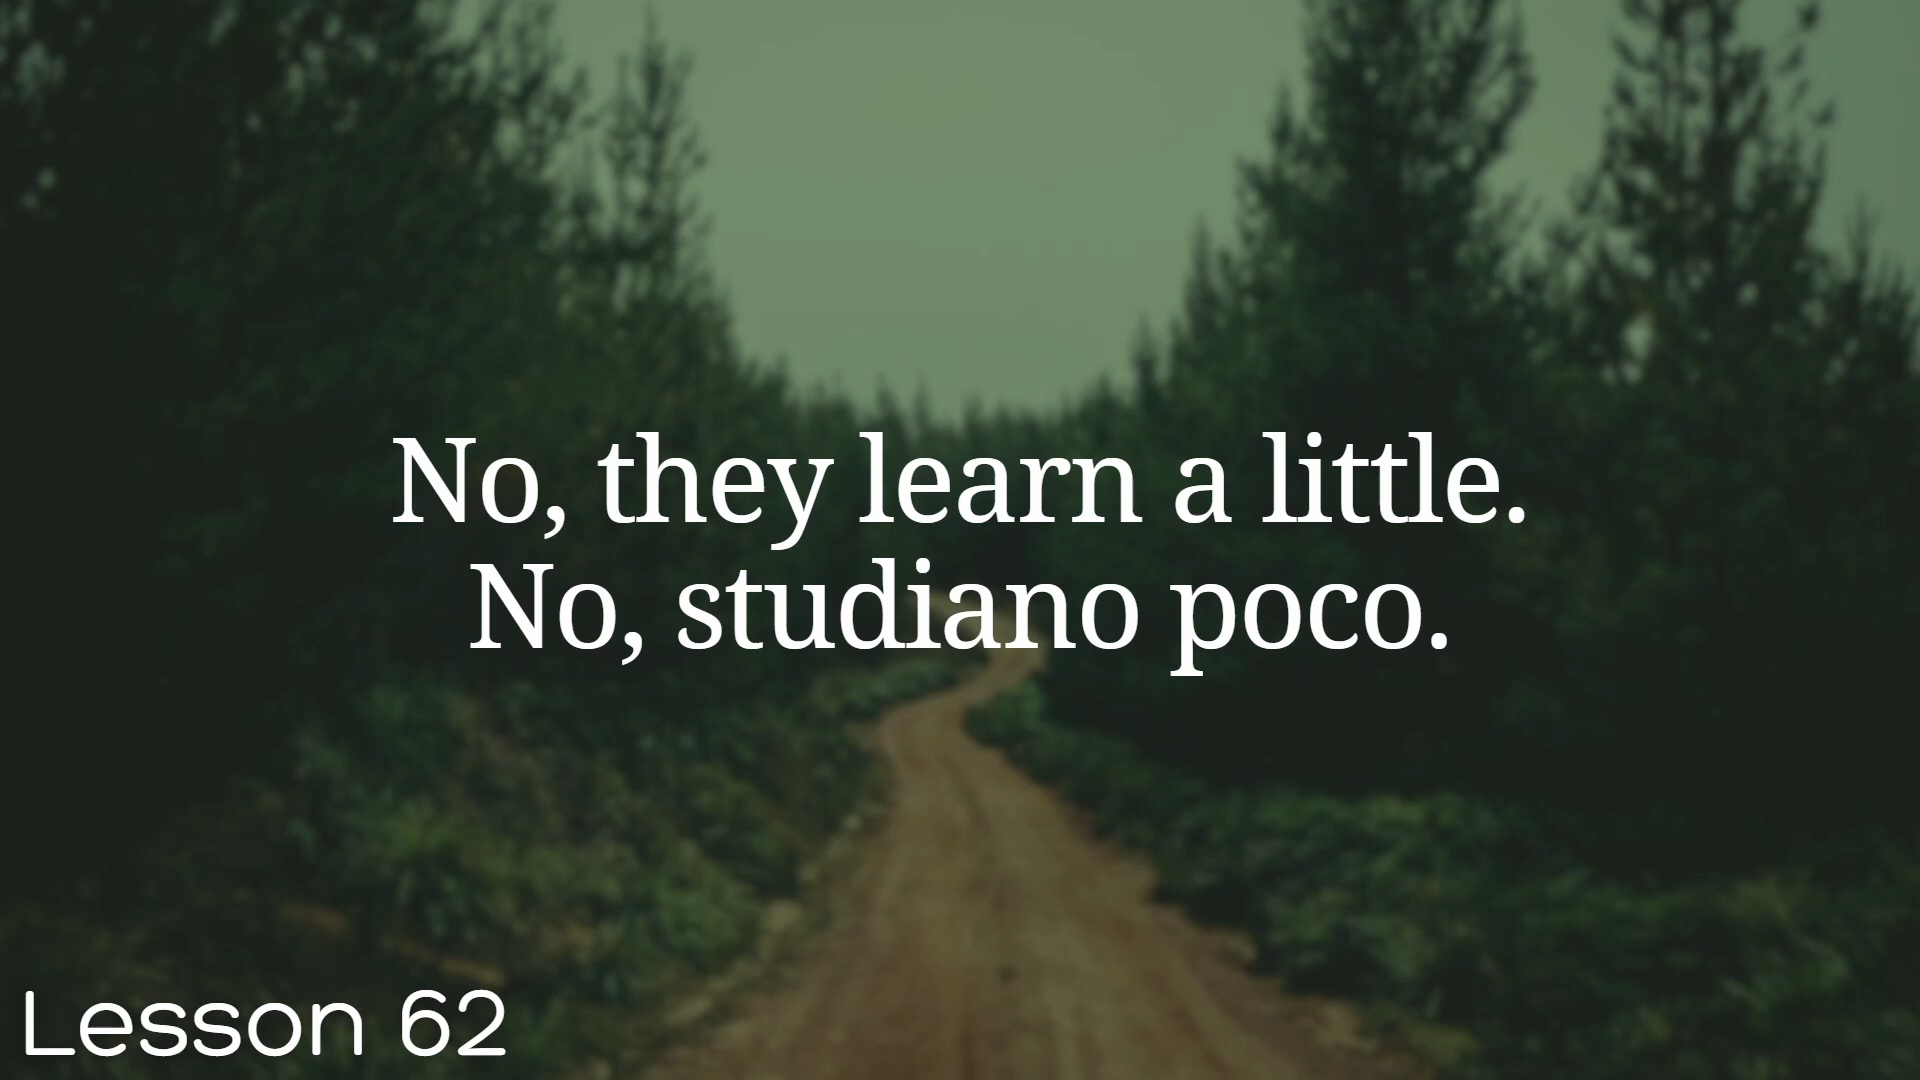 No, they learn a little.
No, studiano poco.
Lesson 62